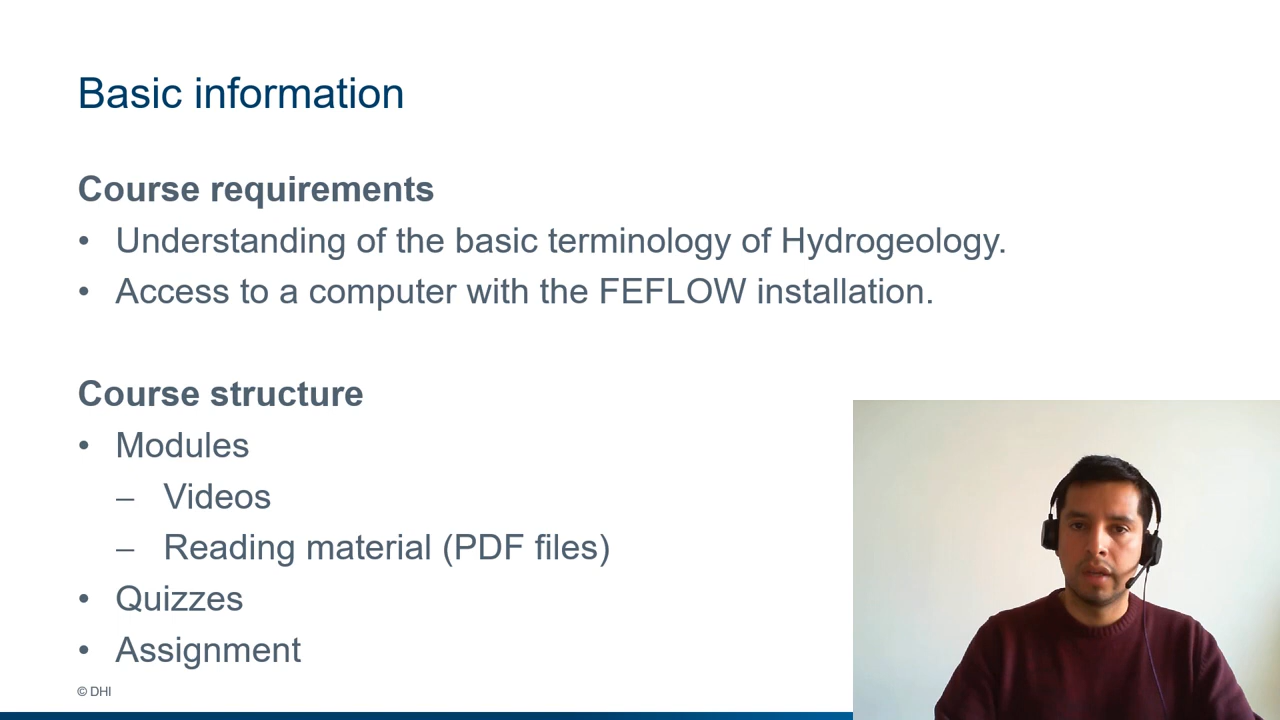 Basic information
Course requirements
• Understanding of the basic terminology of Hydrogeology.
• Access to a computer with the FEFLOW installation.
Course structure
• Modules
– Videos
– Reading material (PDF files)
• Quizzes
• Assignment
© DHI